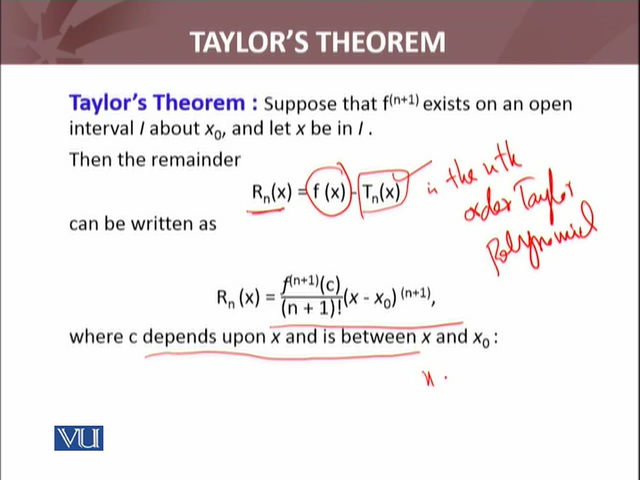 TAYLOR'S THEOREM
Taylor's Theorem : Suppose that f⁽ⁿ⁺¹⁾ exists on an open
interval I about x₀, and let x be in I .
Then the remainder
Rₙ(x) = f (x) - Tₙ(x)
is the nth
order Taylor
Polynomial
can be written as
Rₙ (x) = f⁽ⁿ⁺¹⁾(c)/(n + 1)! (x - x₀) ⁽ⁿ⁺¹⁾,
where c depends upon x and is between x and x₀ :
x .
VU